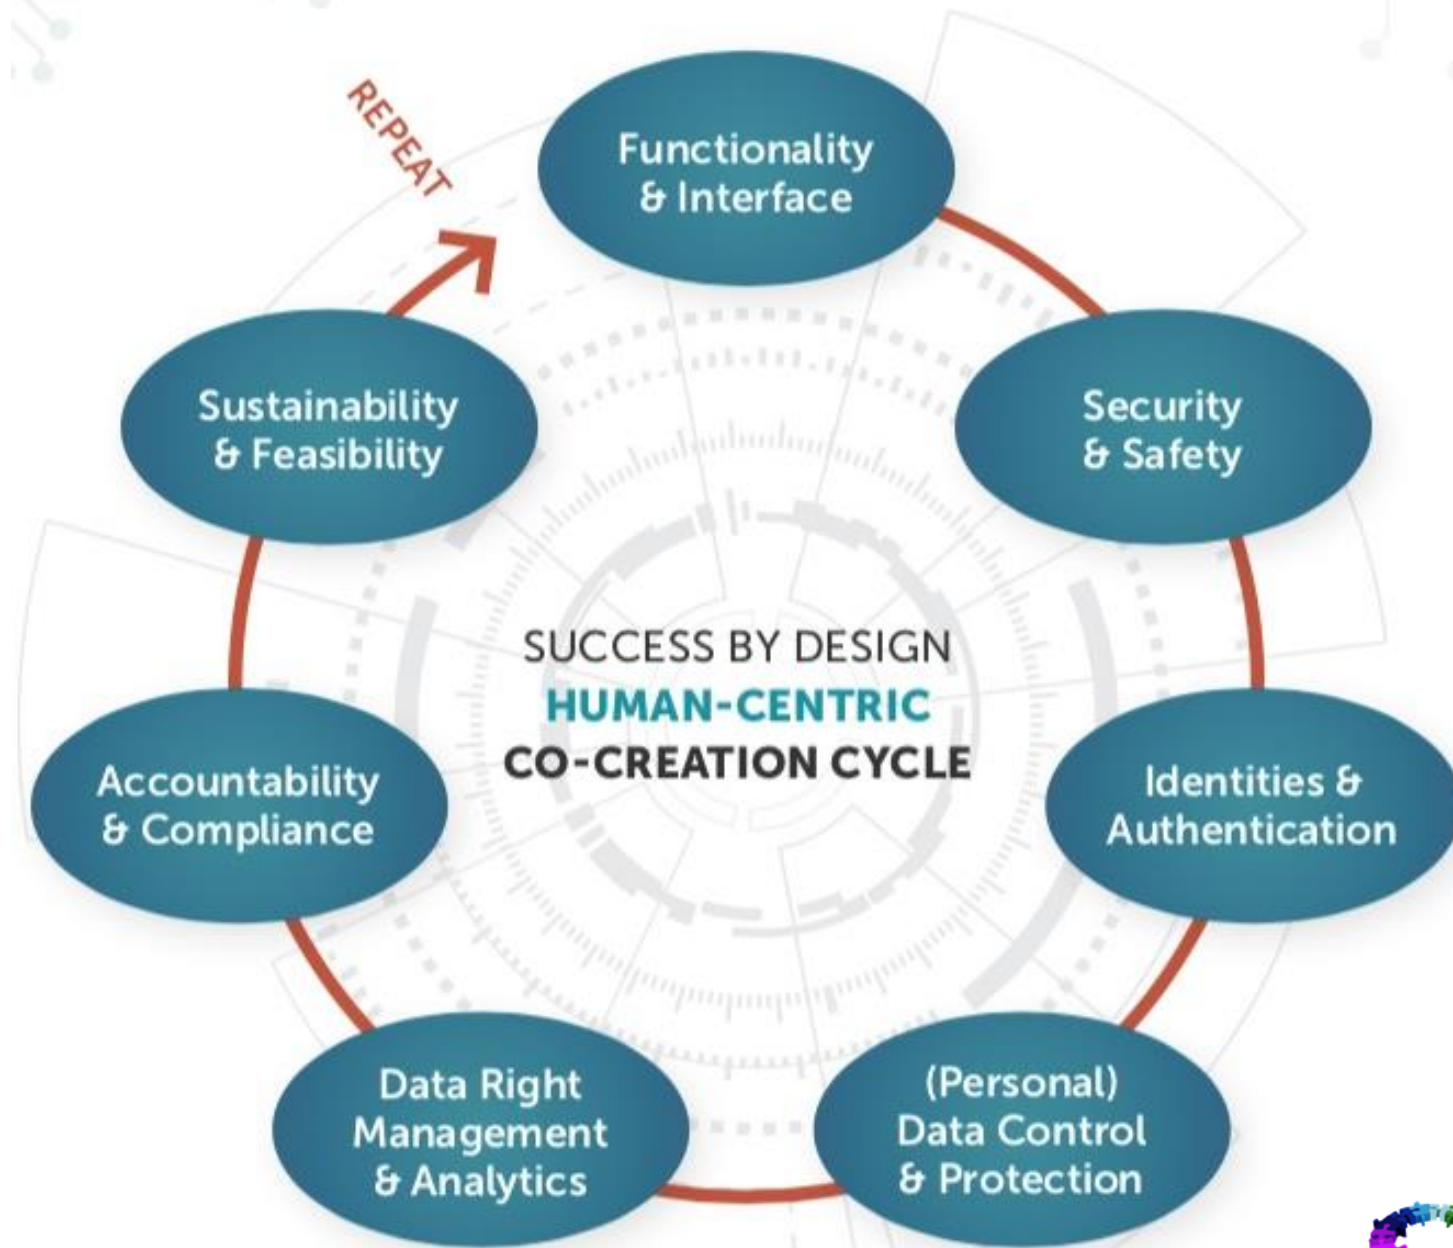 REPEAT
Functionality
& Interface
Security
& Safety
Identities &
Authentication
(Personal)
Data Control
& Protection
Data Right
Management
& Analytics
Accountability
& Compliance
Sustainability
& Feasibility
SUCCESS BY DESIGN
HUMAN-CENTRIC
CO-CREATION CYCLE